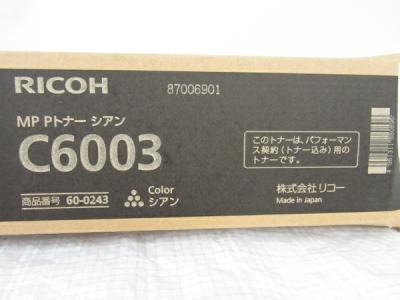 RICOH
87006901
MP Pトナー シアン
C6003
このトナーは、パフォーマン
ス契約（トナー込み）用の
トナーです。
商品番号 60-0243
Color
シアン
株式会社リコー
Made in Japan